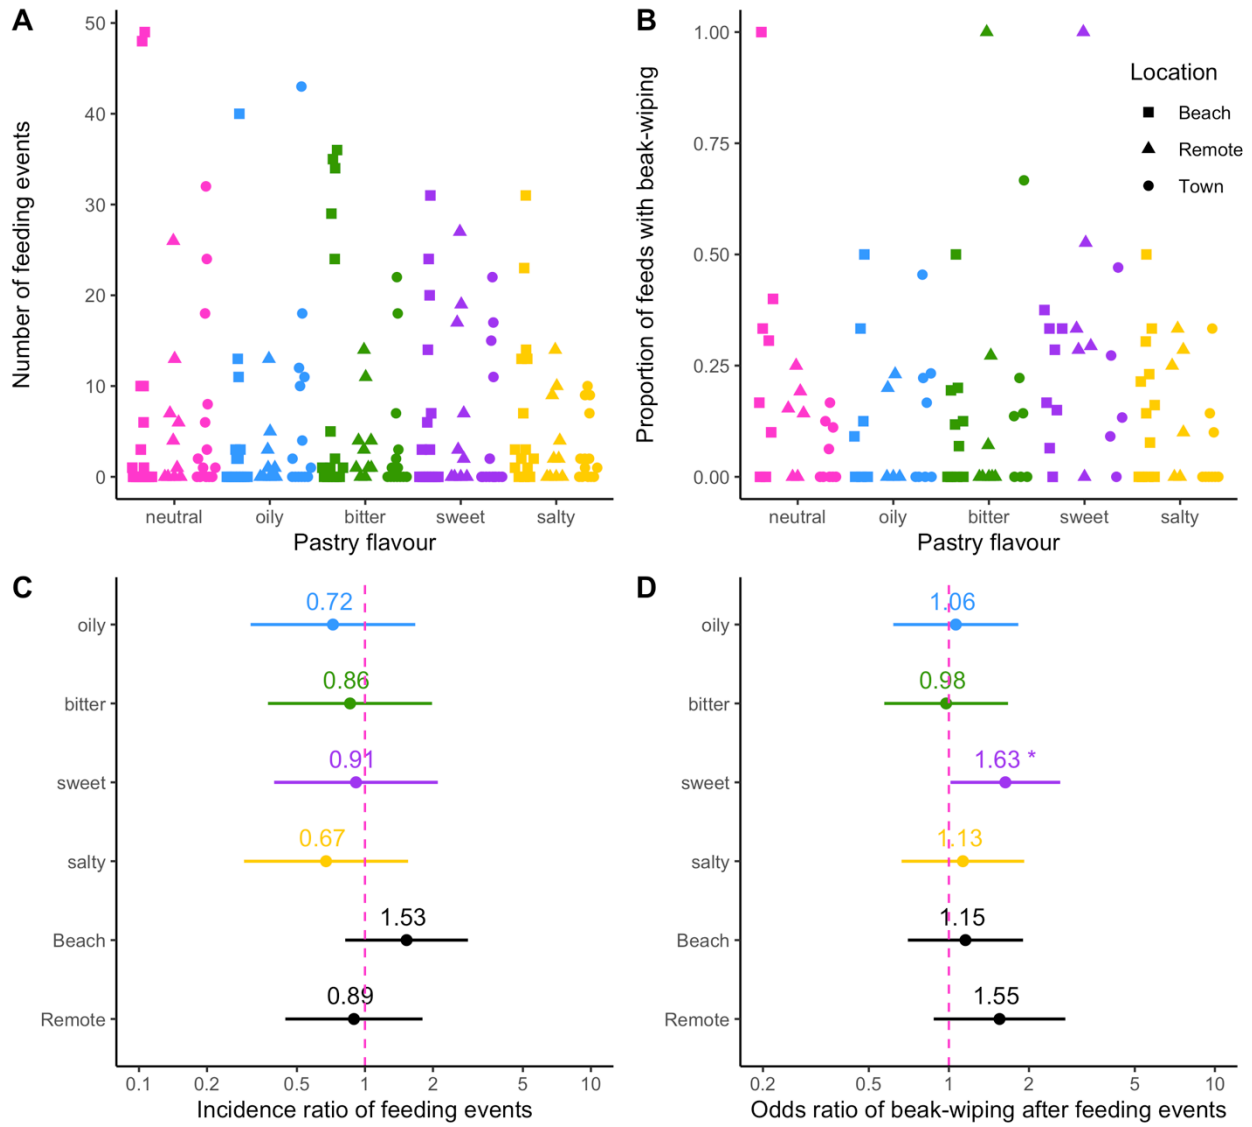 A
Number of feeding events
50
40
30
20
10
0
neutral oily bitter sweet salty
Pastry flavour
B
Proportion of feeds with beak-wiping
1.00
0.75
0.50
0.25
0.00
Location
Beach
Remote
Town
neutral oily bitter sweet salty
Pastry flavour
C
oily
bitter
sweet
salty
Beach
Remote
0.72
0.86
0.91
0.67
1.53
0.89
0.1 0.2 0.5 1 2 5 10
Incidence ratio of feeding events
D
oily
bitter
sweet
salty
Beach
Remote
1.06
0.98
1.63 *
1.13
1.15
1.55
0.2 0.5 1 2 5 10
Odds ratio of beak-wiping after feeding events